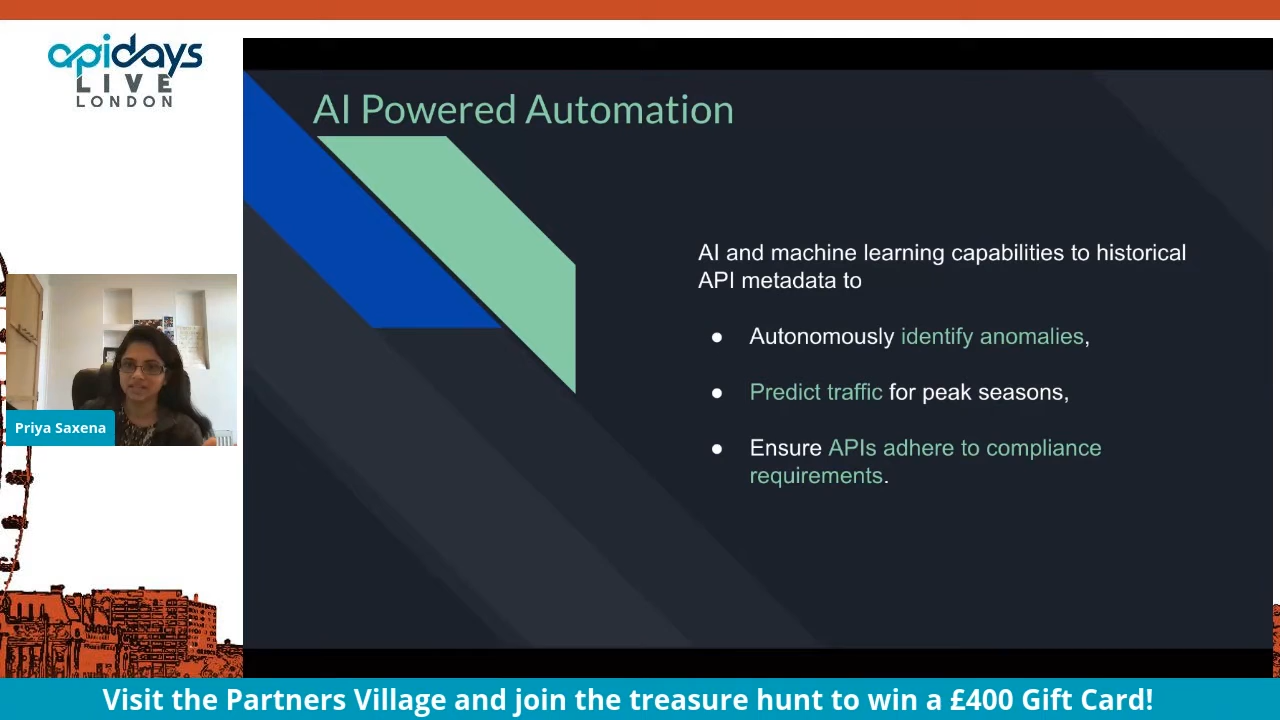 apidays
LIVE
LONDON
AI Powered Automation
AI and machine learning capabilities to historical
API metadata to
● Autonomously identify anomalies,
● Predict traffic for peak seasons,
● Ensure APIs adhere to compliance
requirements.
Priya Saxena
Visit the Partners Village and join the treasure hunt to win a £400 Gift Card!